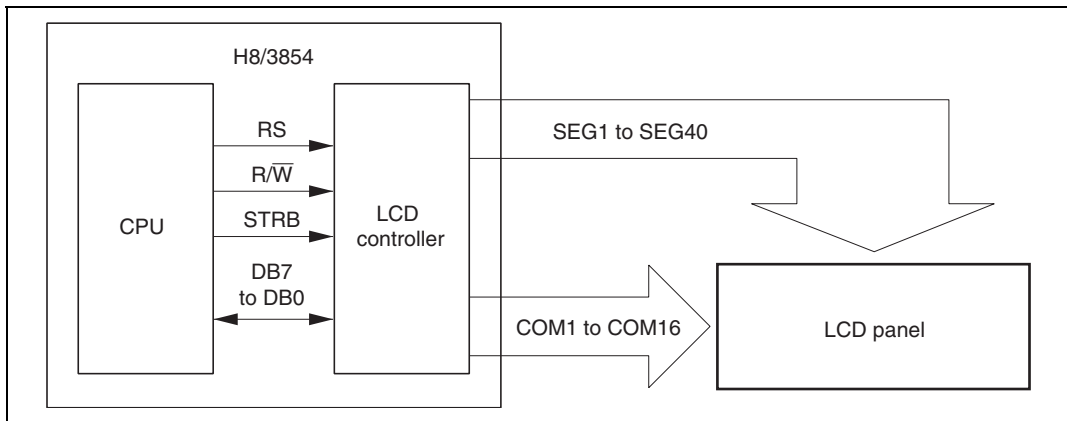 H8/3854
RS
R/W̅
STRB
DB7
to DB0
CPU
LCD
controller
SEG1 to SEG40
COM1 to COM16
LCD panel